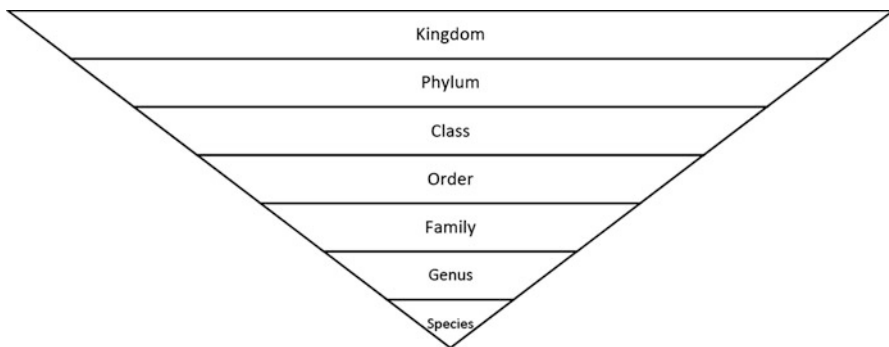 Kingdom
Phylum
Class
Order
Family
Genus
Species